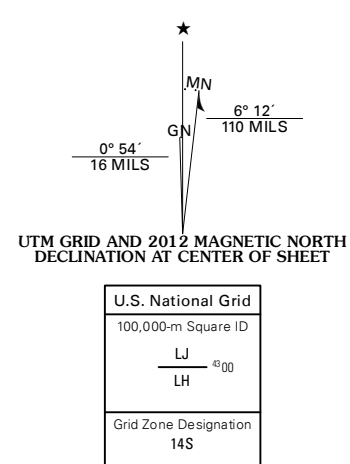 ★
MN
GN
6° 12´
110 MILS
0° 54´
16 MILS
UTM GRID AND 2012 MAGNETIC NORTH
DECLINATION AT CENTER OF SHEET
U.S. National Grid
100,000-m Square ID
LJ
4300
LH
Grid Zone Designation
14S